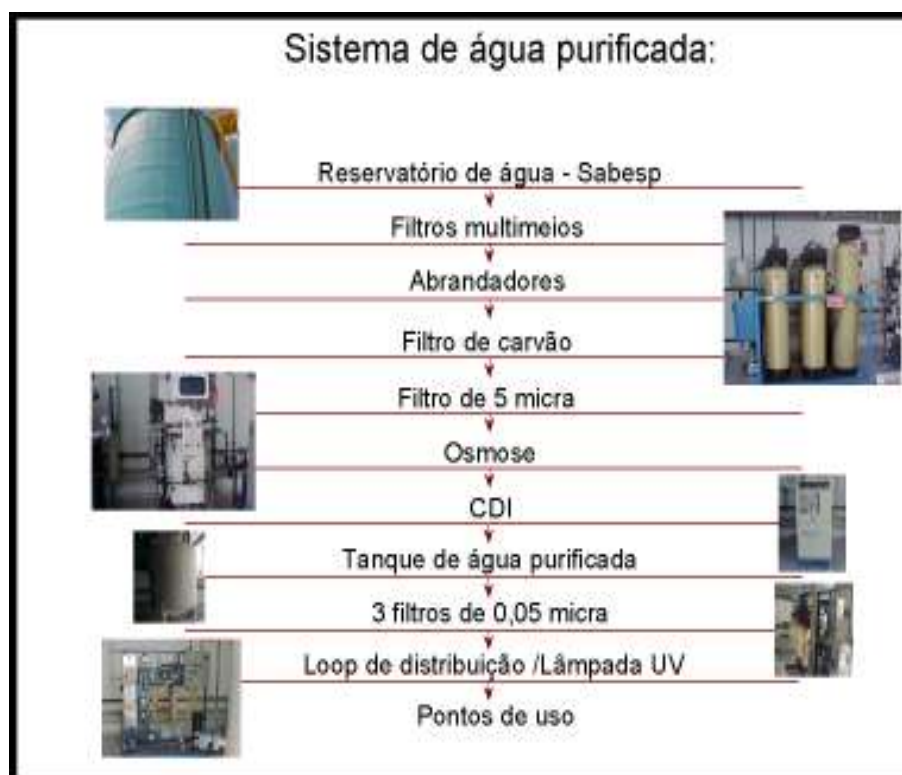 Sistema de água purificada:
Reservatório de água - Sabesp
Filtros multimeios
Abrandadores
Filtro de carvão
Filtro de 5 micra
Osmose
CDI
Tanque de água purificada
3 filtros de 0,05 micra
Loop de distribuição /Lâmpada UV
Pontos de uso